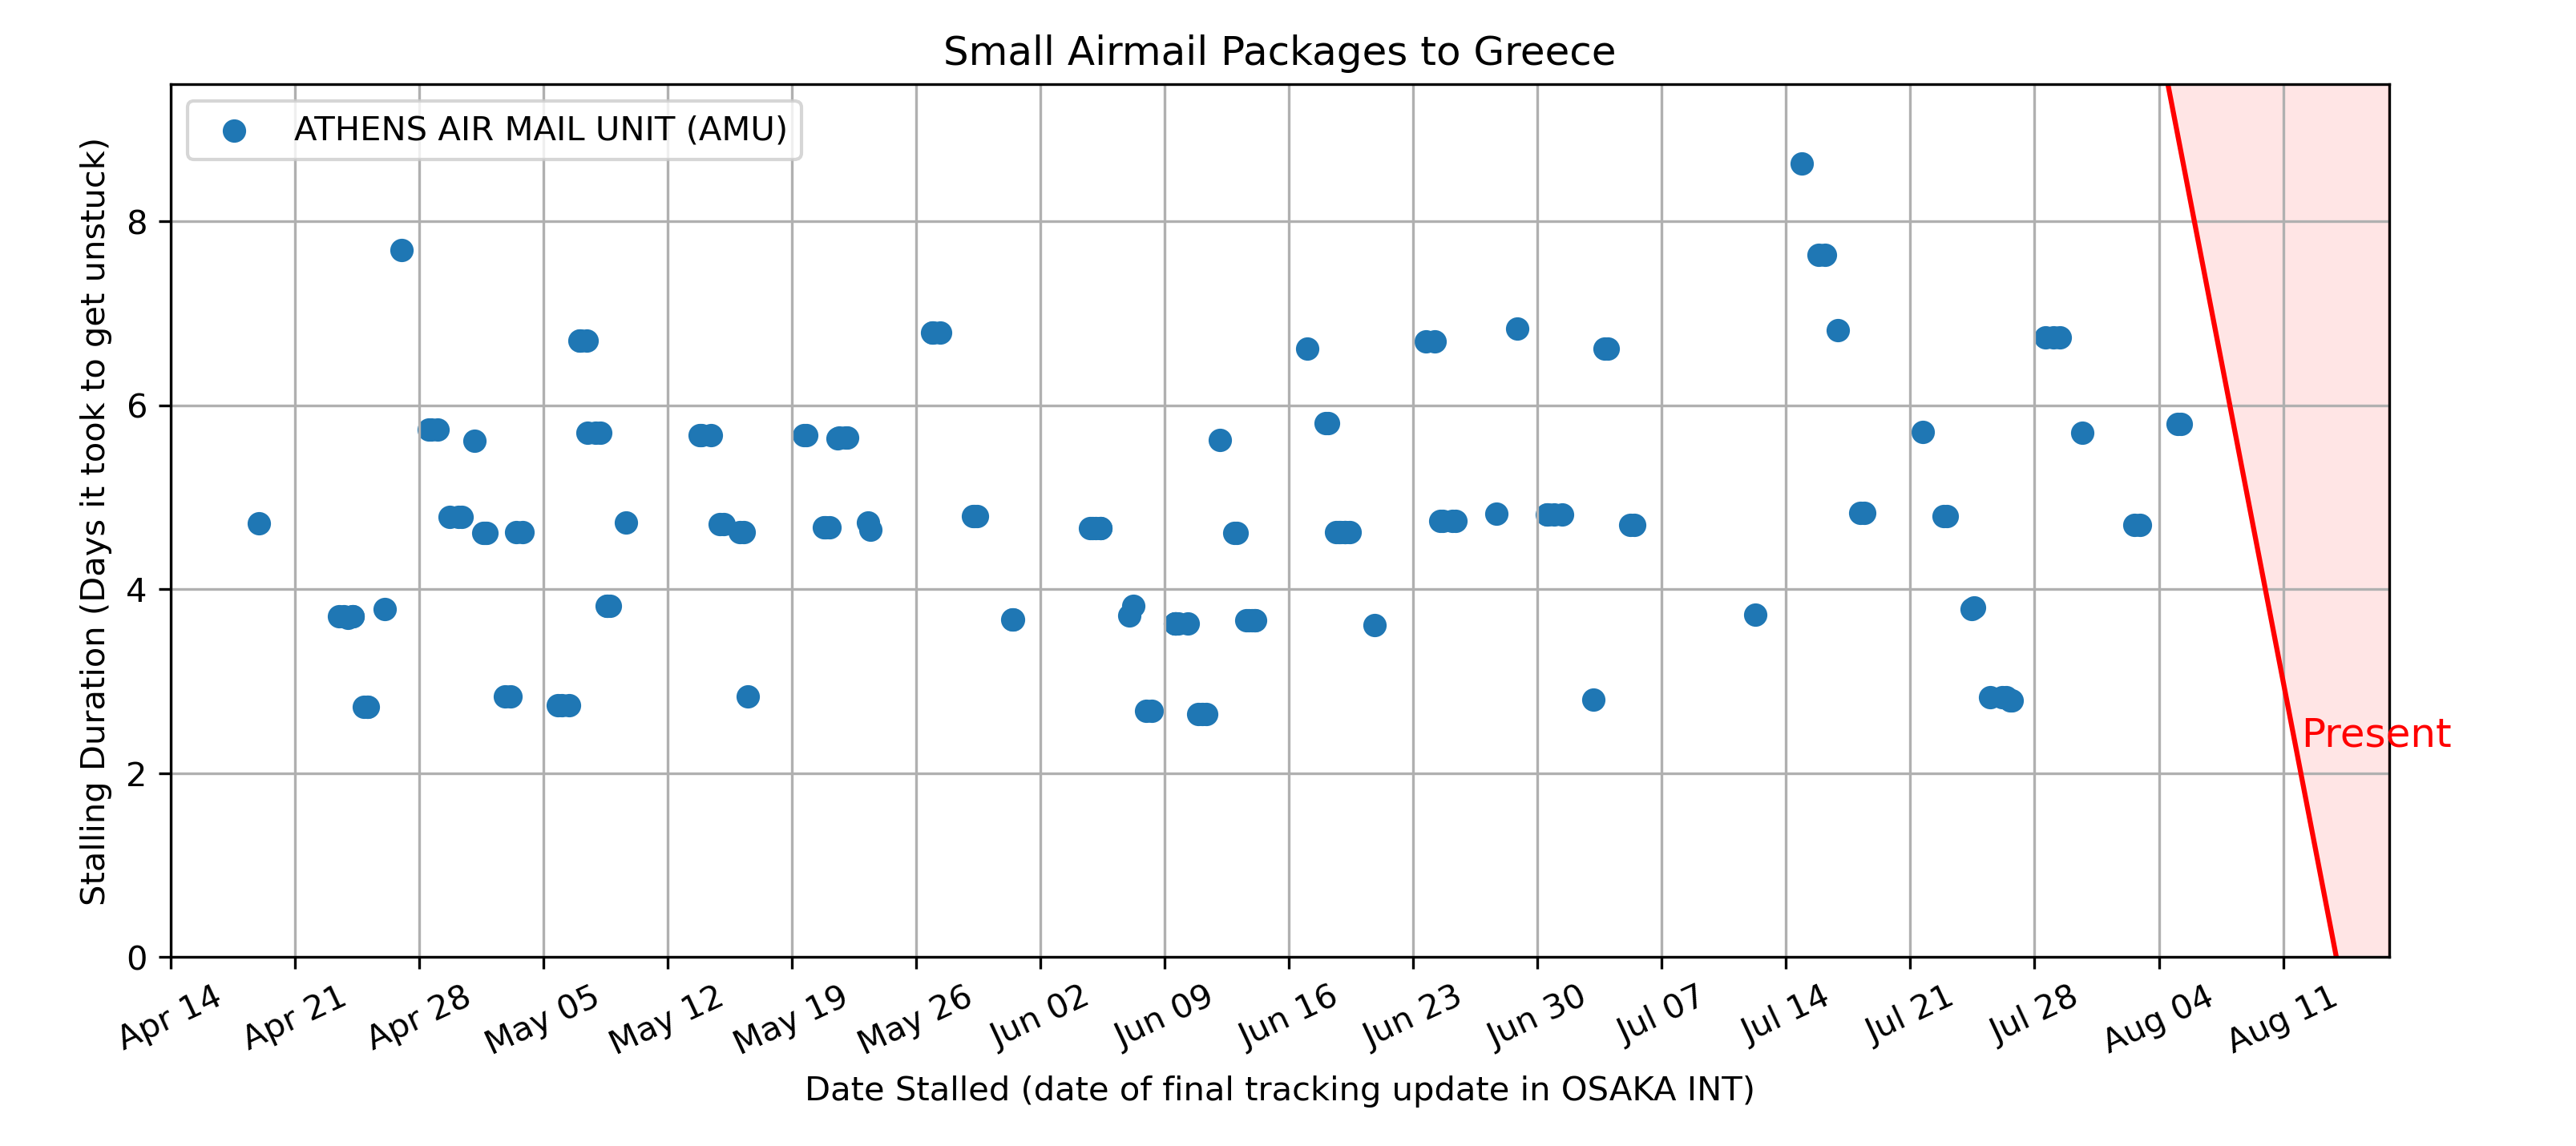 Small Airmail Packages to Greece
ATHENS AIR MAIL UNIT (AMU)
Stalling Duration (Days it took to get unstuck)
8
6
4
2
0
Present
Apr 14
Apr 21
Apr 28
May 05
May 12
May 19
May 26
Jun 02
Jun 09
Jun 16
Jun 23
Jun 30
Jul 07
Jul 14
Jul 21
Jul 28
Aug 04
Aug 11
Date Stalled (date of final tracking update in OSAKA INT)